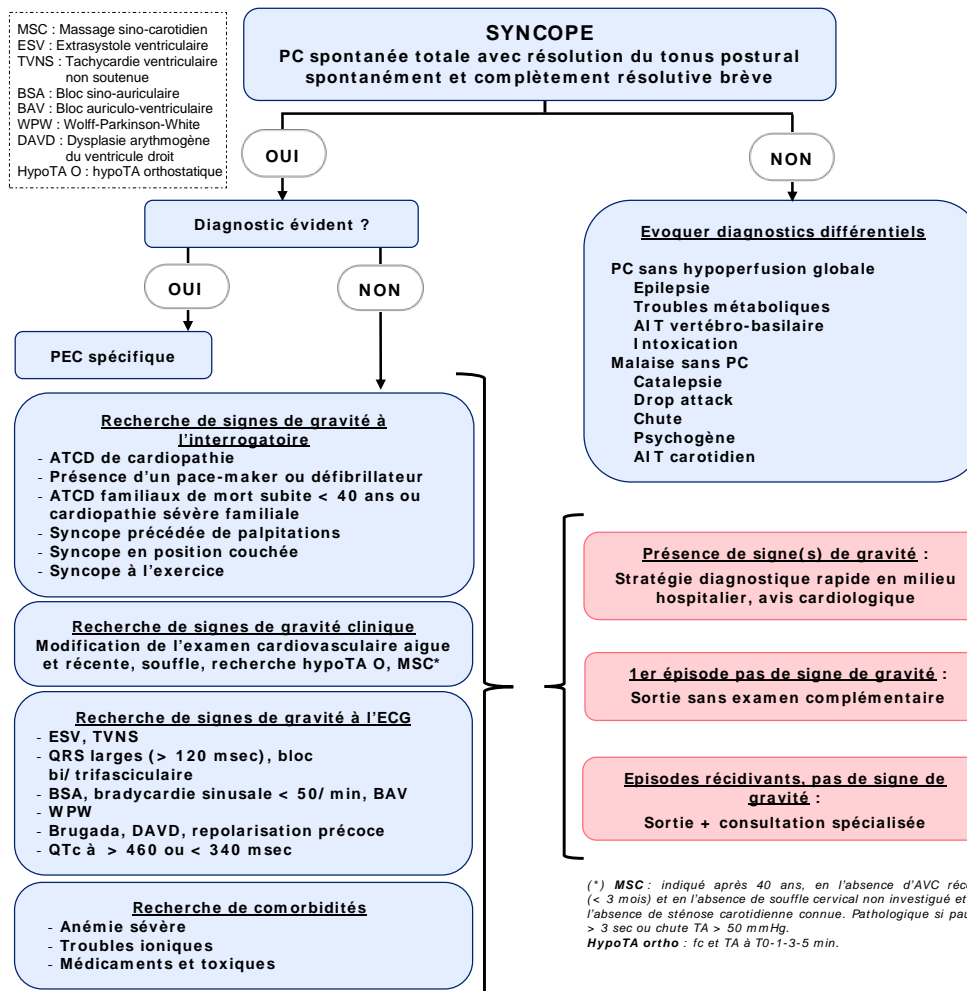 MSC : Massage sino-carotidien
ESV : Extrasystole ventriculaire
TVNS : Tachycardie ventriculaire
non soutenue
BSA : Bloc sino-auriculaire
BAV : Bloc auriculo-ventriculaire
WPW : Wolff-Parkinson-White
DAVD : Dysplasie arythmogène
du ventricule droit
HypoTA O : hypoTA orthostatique
SYNCOPE
PC spontanée totale avec résolution du tonus postural
spontanément et complètement résolutive brève
OUI
NON
Diagnostic évident ?
OUI
NON
PEC spécifique
Evoquer diagnostics différentiels
PC sans hypoperfusion globale
Epilepsie
Troubles métaboliques
AIT vertébro-basilaire
Intoxication
Malaise sans PC
Catalepsie
Drop attack
Chute
Psychogène
AIT carotidien
Recherche de signes de gravité à
l'interrogatoire
- ATCD de cardiopathie
- Présence d'un pace-maker ou défibrillateur
- ATCD familiaux de mort subite < 40 ans ou
cardiopathie sévère familiale
- Syncope précédée de palpitations
- Syncope en position couchée
- Syncope à l'exercice
Recherche de signes de gravité clinique
Modification de l'examen cardiovasculaire aigue
et récente, souffle, recherche hypoTA O, MSC*
Recherche de signes de gravité à l'ECG
- ESV, TVNS
- QRS larges (> 120 msec), bloc
bi/ trifasciculaire
- BSA, bradycardie sinusale < 50/ min, BAV
- WPW
- Brugada, DAVD, repolarisation précoce
- QTc à > 460 ou < 340 msec
Recherche de comorbidités
- Anémie sévère
- Troubles ioniques
- Médicaments et toxiques
Présence de signe(s) de gravité :
Stratégie diagnostique rapide en milieu
hospitalier, avis cardiologique
1er épisode pas de signe de gravité :
Sortie sans examen complémentaire
Episodes récidivants, pas de signe de
gravité :
Sortie + consultation spécialisée
(*) MSC : indiqué après 40 ans, en l'absence d'AVC
(< 3 mois) et en l'absence de souffle cervical non investigué et
l'absence de sténose carotidienne connue. Pathologique si
> 3 sec ou chute TA > 50 mmHg.
HypoTA ortho : fc et TA à T0-1-3-5 min.